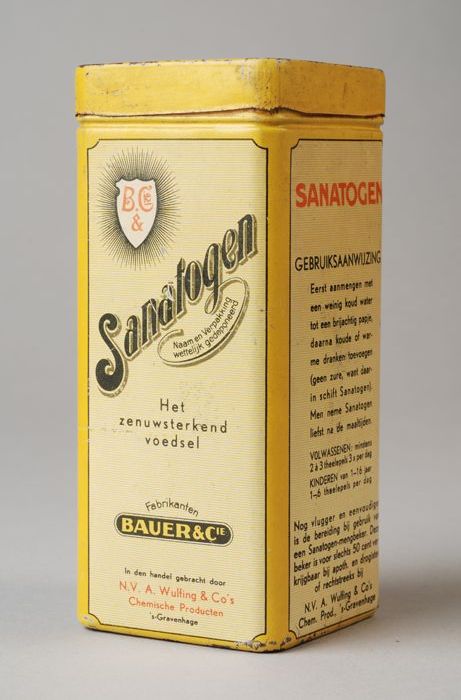 B. Cie
&
Sanatogen
Naam en Verpakking
wettelijk gedeponeerd
Het
zenuwsterkend
voedsel
Fabrikanten
BAUER & CIE
In den handel gebracht door
N.V. A. Wulfing & Co's
Chemische Producten
's-Gravenhage
SANATOGEN
GEBRUIKSAANWIJZING
Eerst aanmengen met
een weinig koud water
tot een brijachtig papje,
daarna koude of war-
me dranken toevoegen
(geen zure, want daar-
in schift Sanatogen).
Men neme Sanatogen
liefst na de maaltijden.
VOLWASSENEN: mindstens
2 à 3 theelepels 3 x per dag
KINDEREN van 1-16 jaar
1-6 theelepels per dag
Nog vlugger en eenvoudiger
is de bereiding bij gebruik van
een Sanatogen-mengbeker. Deze
beker is voor slechts 50 cent ver-
krijgbaar bij apoth. en drogisten
of rechtstreeks bij
N.V. A. Wulfing & Co's
Chem. Prod., 's-Gravenhage